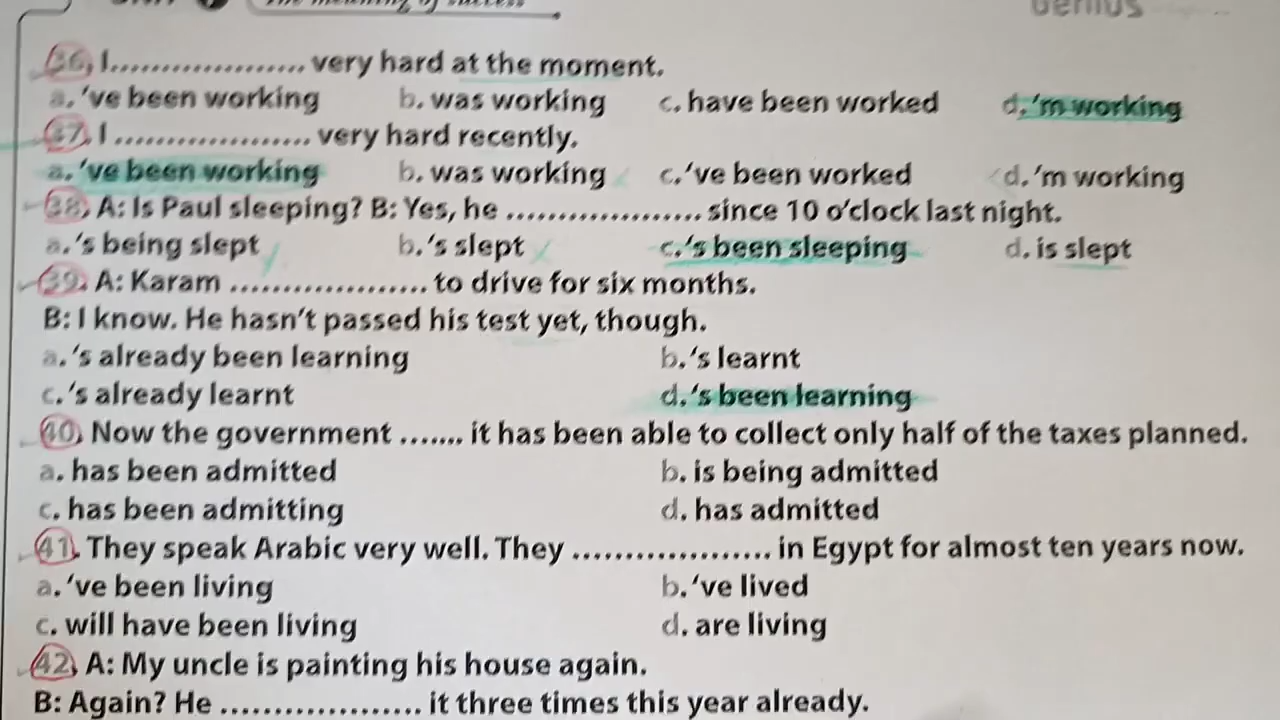 The meaning of success
Genius
36. I................... very hard at the moment.
a. ’ve been working b. was working c. have been worked d. ’m working
37. I ................... very hard recently.
a. ’ve been working b. was working c. ‘ve been worked d. ’m working
38. A: Is Paul sleeping? B: Yes, he ................... since 10 o’clock last night.
a. ‘s being slept b. ‘s slept c. ‘s been sleeping d. is slept
39. A: Karam ................... to drive for six months.
B: I know. He hasn’t passed his test yet, though.
a. ‘s already been learning b. ‘s learnt
c. ‘s already learnt d. ‘s been learning
40. Now the government ....... it has been able to collect only half of the taxes planned.
a. has been admitted b. is being admitted
c. has been admitting d. has admitted
41. They speak Arabic very well. They ................... in Egypt for almost ten years now.
a. ‘ve been living b. ‘ve lived
c. will have been living d. are living
42. A: My uncle is painting his house again.
B: Again? He ................... it three times this year already.